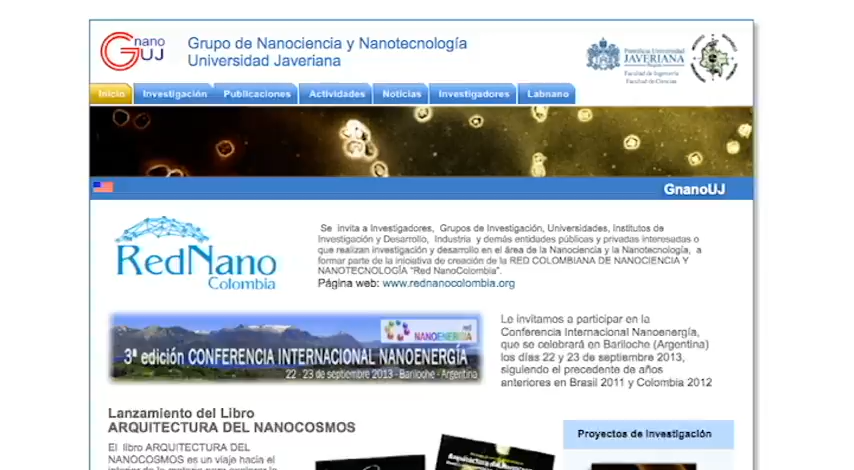 nano
GUJ
Grupo de Nanociencia y Nanotecnología
Universidad Javeriana
Pontificia Universidad
JAVERIANA
Facultad de Ingeniería
Facultad de Ciencias
Inicio Investigación Publicaciones Actividades Noticias Investigadores Labnano
GnanoUJ
RedNano
Colombia
Se invita a Investigadores, Grupos de Investigación, Universidades, Institutos de
Investigación y Desarrollo, Industria y demás entidades públicas y privadas interesadas o
que realizan investigación y desarrollo en el área de la Nanociencia y la Nanotecnología, a
formar parte de la iniciativa de creación de la RED COLOMBIANA DE NANOCIENCIA Y
NANOTECNOLOGÍA "Red NanoColombia".
Página web: www.rednanocolombia.org
red
NANOENERGÍA
3ª edición CONFERENCIA INTERNACIONAL NANOENERGÍA
22 - 23 de septiembre 2013 - Bariloche - Argentina
Le invitamos a participar en la
Conferencia Internacional Nanoenergía,
que se celebrará en Bariloche (Argentina)
los días 22 y 23 de septiembre 2013,
siguiendo el precedente de años
anteriores en Brasil 2011 y Colombia 2012
Lanzamiento del Libro
ARQUITECTURA DEL NANOCOSMOS
El libro ARQUITECTURA DEL
NANOCOSMOS es un viaje hacia el
Proyectos de Investigación